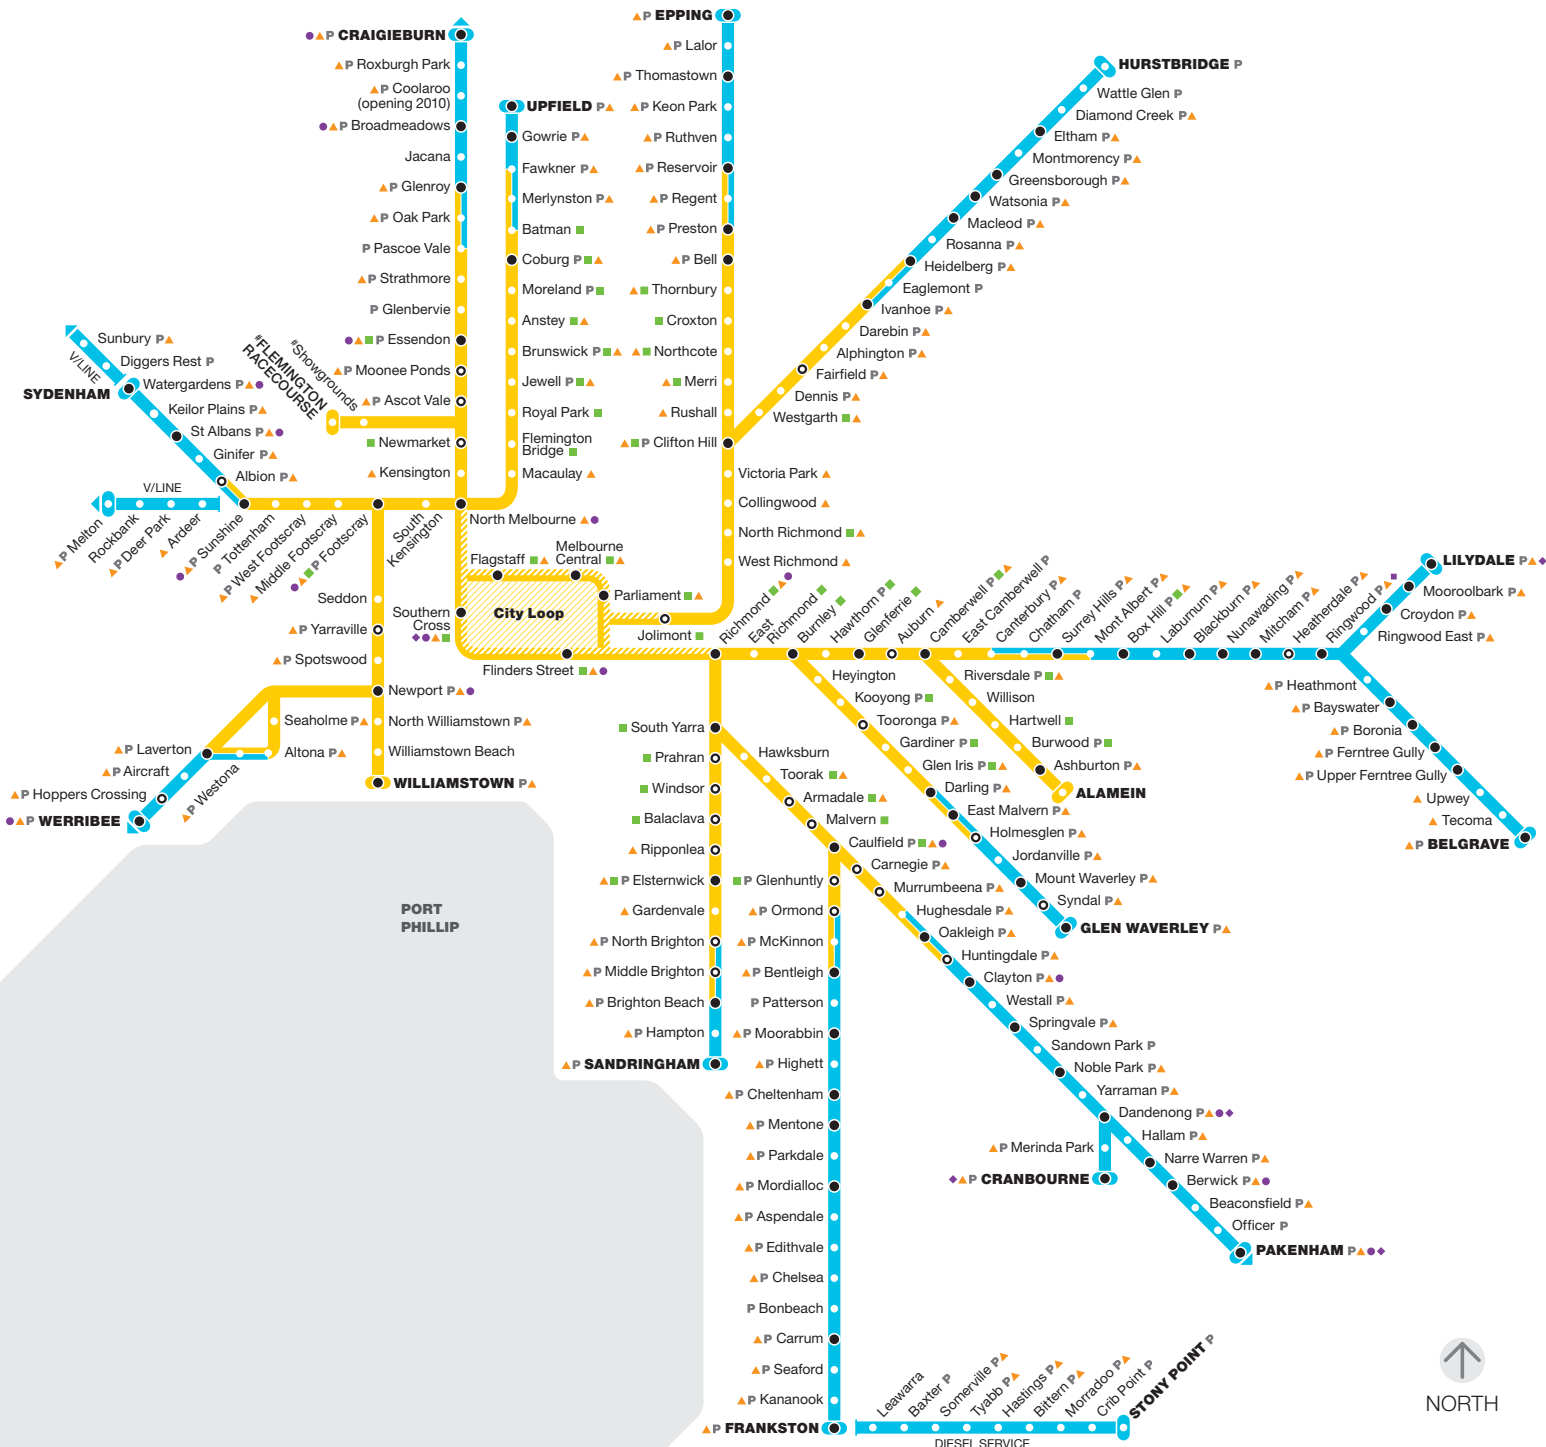 CRAIGIEBURN
P
Roxburgh Park
P
Coolaroo
P
(opening 2010)
Broadmeadows
P
Jacana
Glenroy
P
Oak Park
P
Pascoe Vale
P
Strathmore
P
Glenbervie
P
Essendon
P
Moonee Ponds
P
Ascot Vale
P
Newmarket
Kensington
#Showgrounds
#FLEMINGTON
RACECOURSE
UPFIELD P
Gowrie P
Fawkner P
Merlynston P
Batman
Coburg P
Moreland P
Anstey
Brunswick P
Jewell P
Royal Park
Flemington
Bridge
Macaulay
North Melbourne
P EPPING
P Lalor
P Thomastown
P Keon Park
P Ruthven
P Reservoir
P Regent
P Preston
P Bell
Thornbury
Croxton
Northcote
Merri
Rushall
P Clifton Hill
Victoria Park
Collingwood
North Richmond
West Richmond
HURSTBRIDGE P
Wattle Glen P
Diamond Creek P
Eltham P
Montmorency P
Greensborough P
Watsonia P
Macleod P
Rosanna P
Heidelberg P
Eaglemont P
Ivanhoe P
Darebin P
Alphington P
Fairfield P
Dennis P
Westgarth
Sunbury P
Diggers Rest P
V/LINE
Watergardens P
SYDENHAM
Keilor Plains P
St Albans P
Ginifer P
Albion P
V/LINE
P Melton
Rockbank
P Deer Park
Ardeer
P Sunshine
P Tottenham
P West Footscray
Middle Footscray
P Footscray
South
Kensington
Flagstaff
Melbourne
Central
Parliament
City Loop
Jolimont
Southern
Cross
Flinders Street
Seddon
P Yarraville
P Spotswood
Newport P
North Williamstown P
Williamstown Beach
WILLIAMSTOWN P
Seaholme P
Altona P
P Westona
P Laverton
P Aircraft
P Hoppers Crossing
P WERRIBEE
Richmond
East
Richmond
Burnley
Hawthorn P
Glenferrie
Auburn
Camberwell P
East Camberwell P
Canterbury P
Chatham P
Surrey Hills P
Mont Albert P
Box Hill P
Laburnum P
Blackburn P
Nunawading P
Mitcham P
Heatherdale P
Ringwood P
LILYDALE P
Mooroolbark P
Croydon P
Ringwood East P
P Heathmont
P Bayswater
P Boronia
P Ferntree Gully
P Upper Ferntree Gully
Upwey
Tecoma
P BELGRAVE
Riversdale P
Willison
Hartwell
Burwood P
Ashburton P
ALAMEIN
Heyington
Kooyong P
Tooronga P
Gardiner P
Glen Iris P
Darling P
East Malvern P
Holmesglen P
Jordanville P
Mount Waverley P
Syndal P
GLEN WAVERLEY P
South Yarra
Prahran
Windsor
Balaclava
Ripponlea
P Elsternwick
Gardenvale
P North Brighton
P Middle Brighton
P Brighton Beach
P Hampton
P SANDRINGHAM
Hawksburn
Toorak
Armadale
Malvern
Caulfield P
Carnegie P
Murrumbeena P
Hughesdale P
Oakleigh P
Huntingdale P
Clayton P
Westall P
Springvale P
Sandown Park P
Noble Park P
Yarraman P
Dandenong P
Hallam P
Narre Warren P
Berwick P
Beaconsfield P
Officer P
PAKENHAM P
P Merinda Park
P CRANBOURNE
P Glenhuntly
P Ormond
P McKinnon
P Bentleigh
P Patterson
P Moorabbin
P Highett
P Cheltenham
P Mentone
P Parkdale
P Mordialloc
P Aspendale
P Edithvale
P Chelsea
P Bonbeach
P Carrum
P Seaford
P Kananook
P FRANKSTON
Leawarra
Baxter P
Somerville P
Tyabb P
Hastings P
Bittern P
Morradoo P
Crib Point P
STONY POINT P
DIESEL SERVICE
PORT
PHILLIP
NORTH